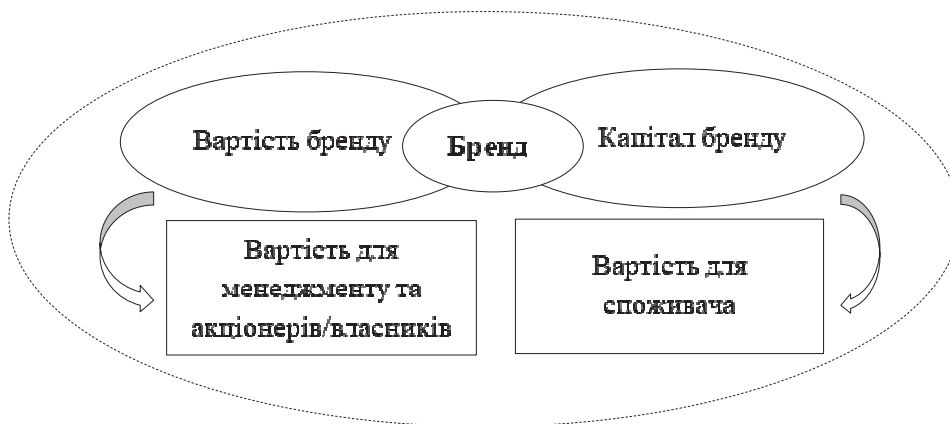 Вартість бренду
Бренд
Капітал бренду
Вартість для
менеджменту та
акціонерів/власників
Вартість для
споживача